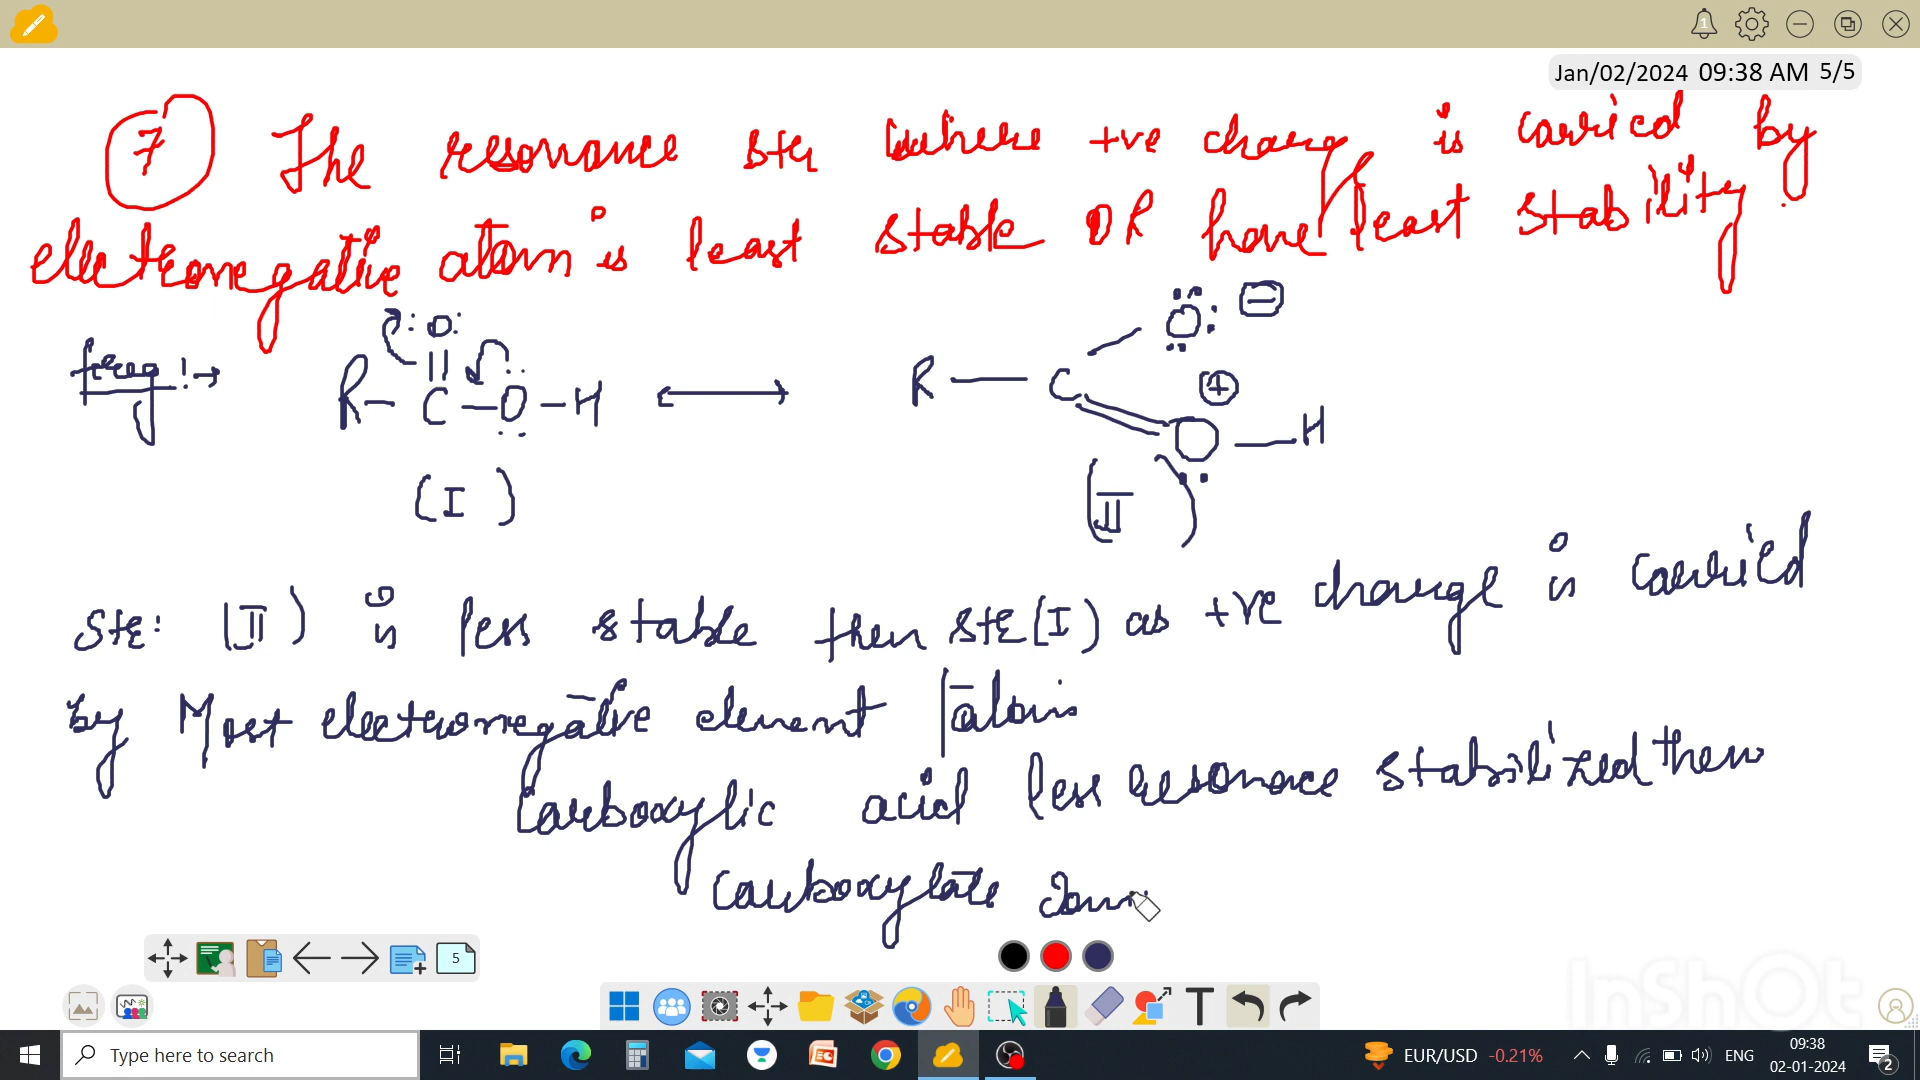 Jan/02/2024 09:38 AM 5/5
7 The resonance str where +ve charge is carried by
electronegative atom is least stable OR have least stability.
:O: :O: ⊖
R – C – O – H ⟷ R — C ⊕
O — H
(I) (II)
Str: (II) is less stable then str (I) as +ve charge is carried
by Most electronegative element / atom
Carboxylic acid less resonance stabilized then
Carboxylate
5
InShOt
Type here to search
EUR/USD -0.21%
ENG
09:38
02-01-2024
2